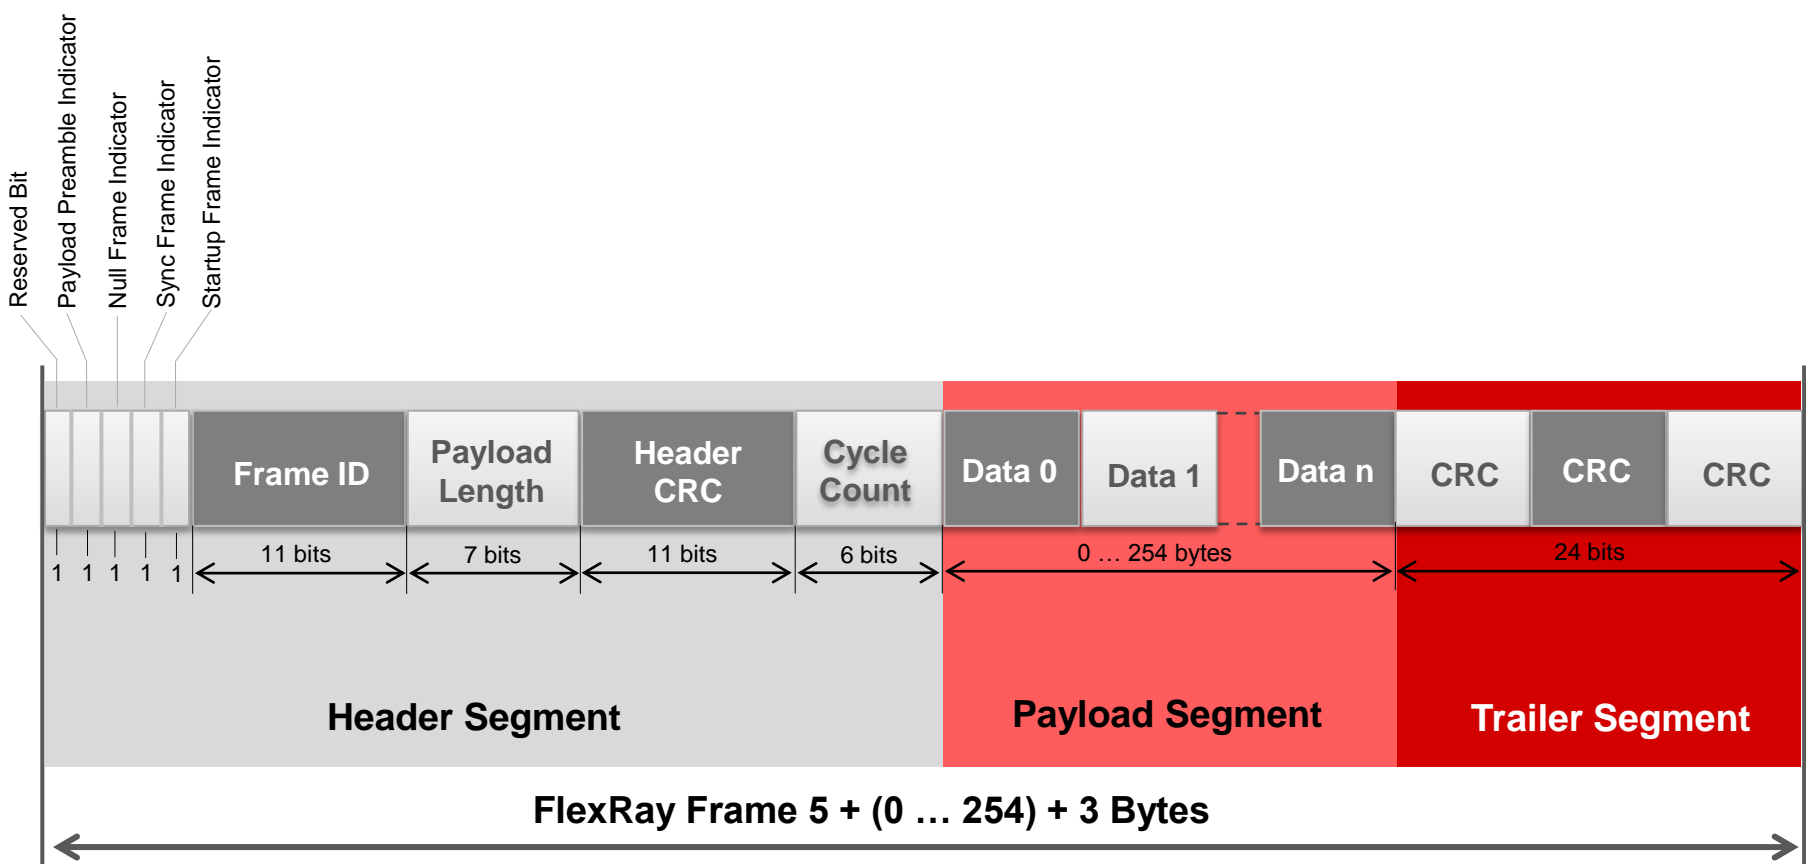 Reserved Bit
Payload Preamble Indicator
Null Frame Indicator
Sync Frame Indicator
Startup Frame Indicator
Frame ID
Payload
Length
Header
CRC
Cycle
Count
Data 0
Data 1
Data n
CRC
CRC
CRC
1
1
1
1
1
11 bits
7 bits
11 bits
6 bits
0 … 254 bytes
24 bits
Header Segment
Payload Segment
Trailer Segment
FlexRay Frame 5 + (0 … 254) + 3 Bytes